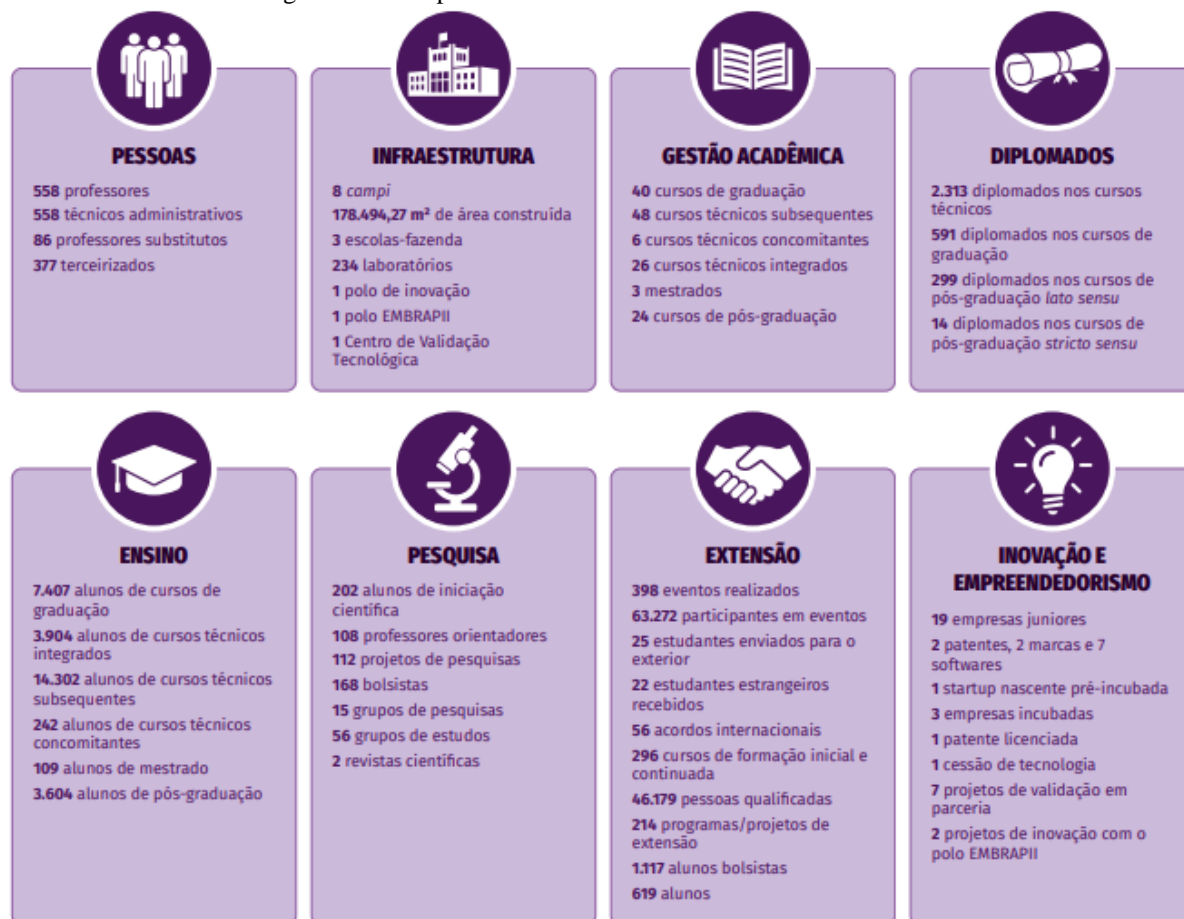 PESSOAS
558 professores
558 técnicos administrativos
86 professores substitutos
377 terceirizados
INFRAESTRUTURA
8 campi
178.494,27 m² de área construída
3 escolas-fazenda
234 laboratórios
1 polo de inovação
1 polo EMBRAPII
1 Centro de Validação
Tecnológica
GESTÃO ACADÊMICA
40 cursos de graduação
48 cursos técnicos subsequentes
6 cursos técnicos concomitantes
26 cursos técnicos integrados
3 mestrados
24 cursos de pós-graduação
DIPLOMADOS
2.313 diplomados nos cursos
técnicos
591 diplomados nos cursos de
graduação
299 diplomados nos cursos de
pós-graduação lato sensu
14 diplomados nos cursos de
pós-graduação stricto sensu
ENSINO
7.407 alunos de cursos de
graduação
3.904 alunos de cursos técnicos
integrados
14.302 alunos de cursos técnicos
subsequentes
242 alunos de cursos técnicos
concomitantes
109 alunos de mestrado
3.604 alunos de pós-graduação
PESQUISA
202 alunos de iniciação
científica
108 professores orientadores
112 projetos de pesquisas
168 bolsistas
15 grupos de pesquisas
56 grupos de estudos
2 revistas científicas
EXTENSÃO
398 eventos realizados
63.272 participantes em eventos
25 estudantes enviados para o
exterior
22 estudantes estrangeiros
recebidos
56 acordos internacionais
296 cursos de formação inicial e
continuada
46.179 pessoas qualificadas
214 programas/projetos de
extensão
1.117 alunos bolsistas
619 alunos
INOVAÇÃO E
EMPREENDEDORISMO
19 empresas juniores
2 patentes, 2 marcas e 7
softwares
1 startup nascente pré-incubada
3 empresas incubadas
1 patente licenciada
1 cessão de tecnologia
7 projetos de validação em
parceria
2 projetos de inovação com o
polo EMBRAPII